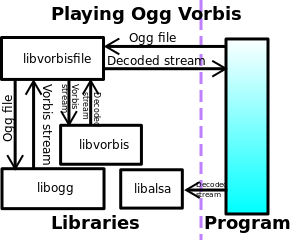 Playing Ogg Vorbis
Ogg file
libvorbisfile
Decoded stream
Ogg file
Vorbis stream
Vorbis
stream
Decoded
stream
libvorbis
libogg
libalsa
Decoded
stream
Libraries
Program